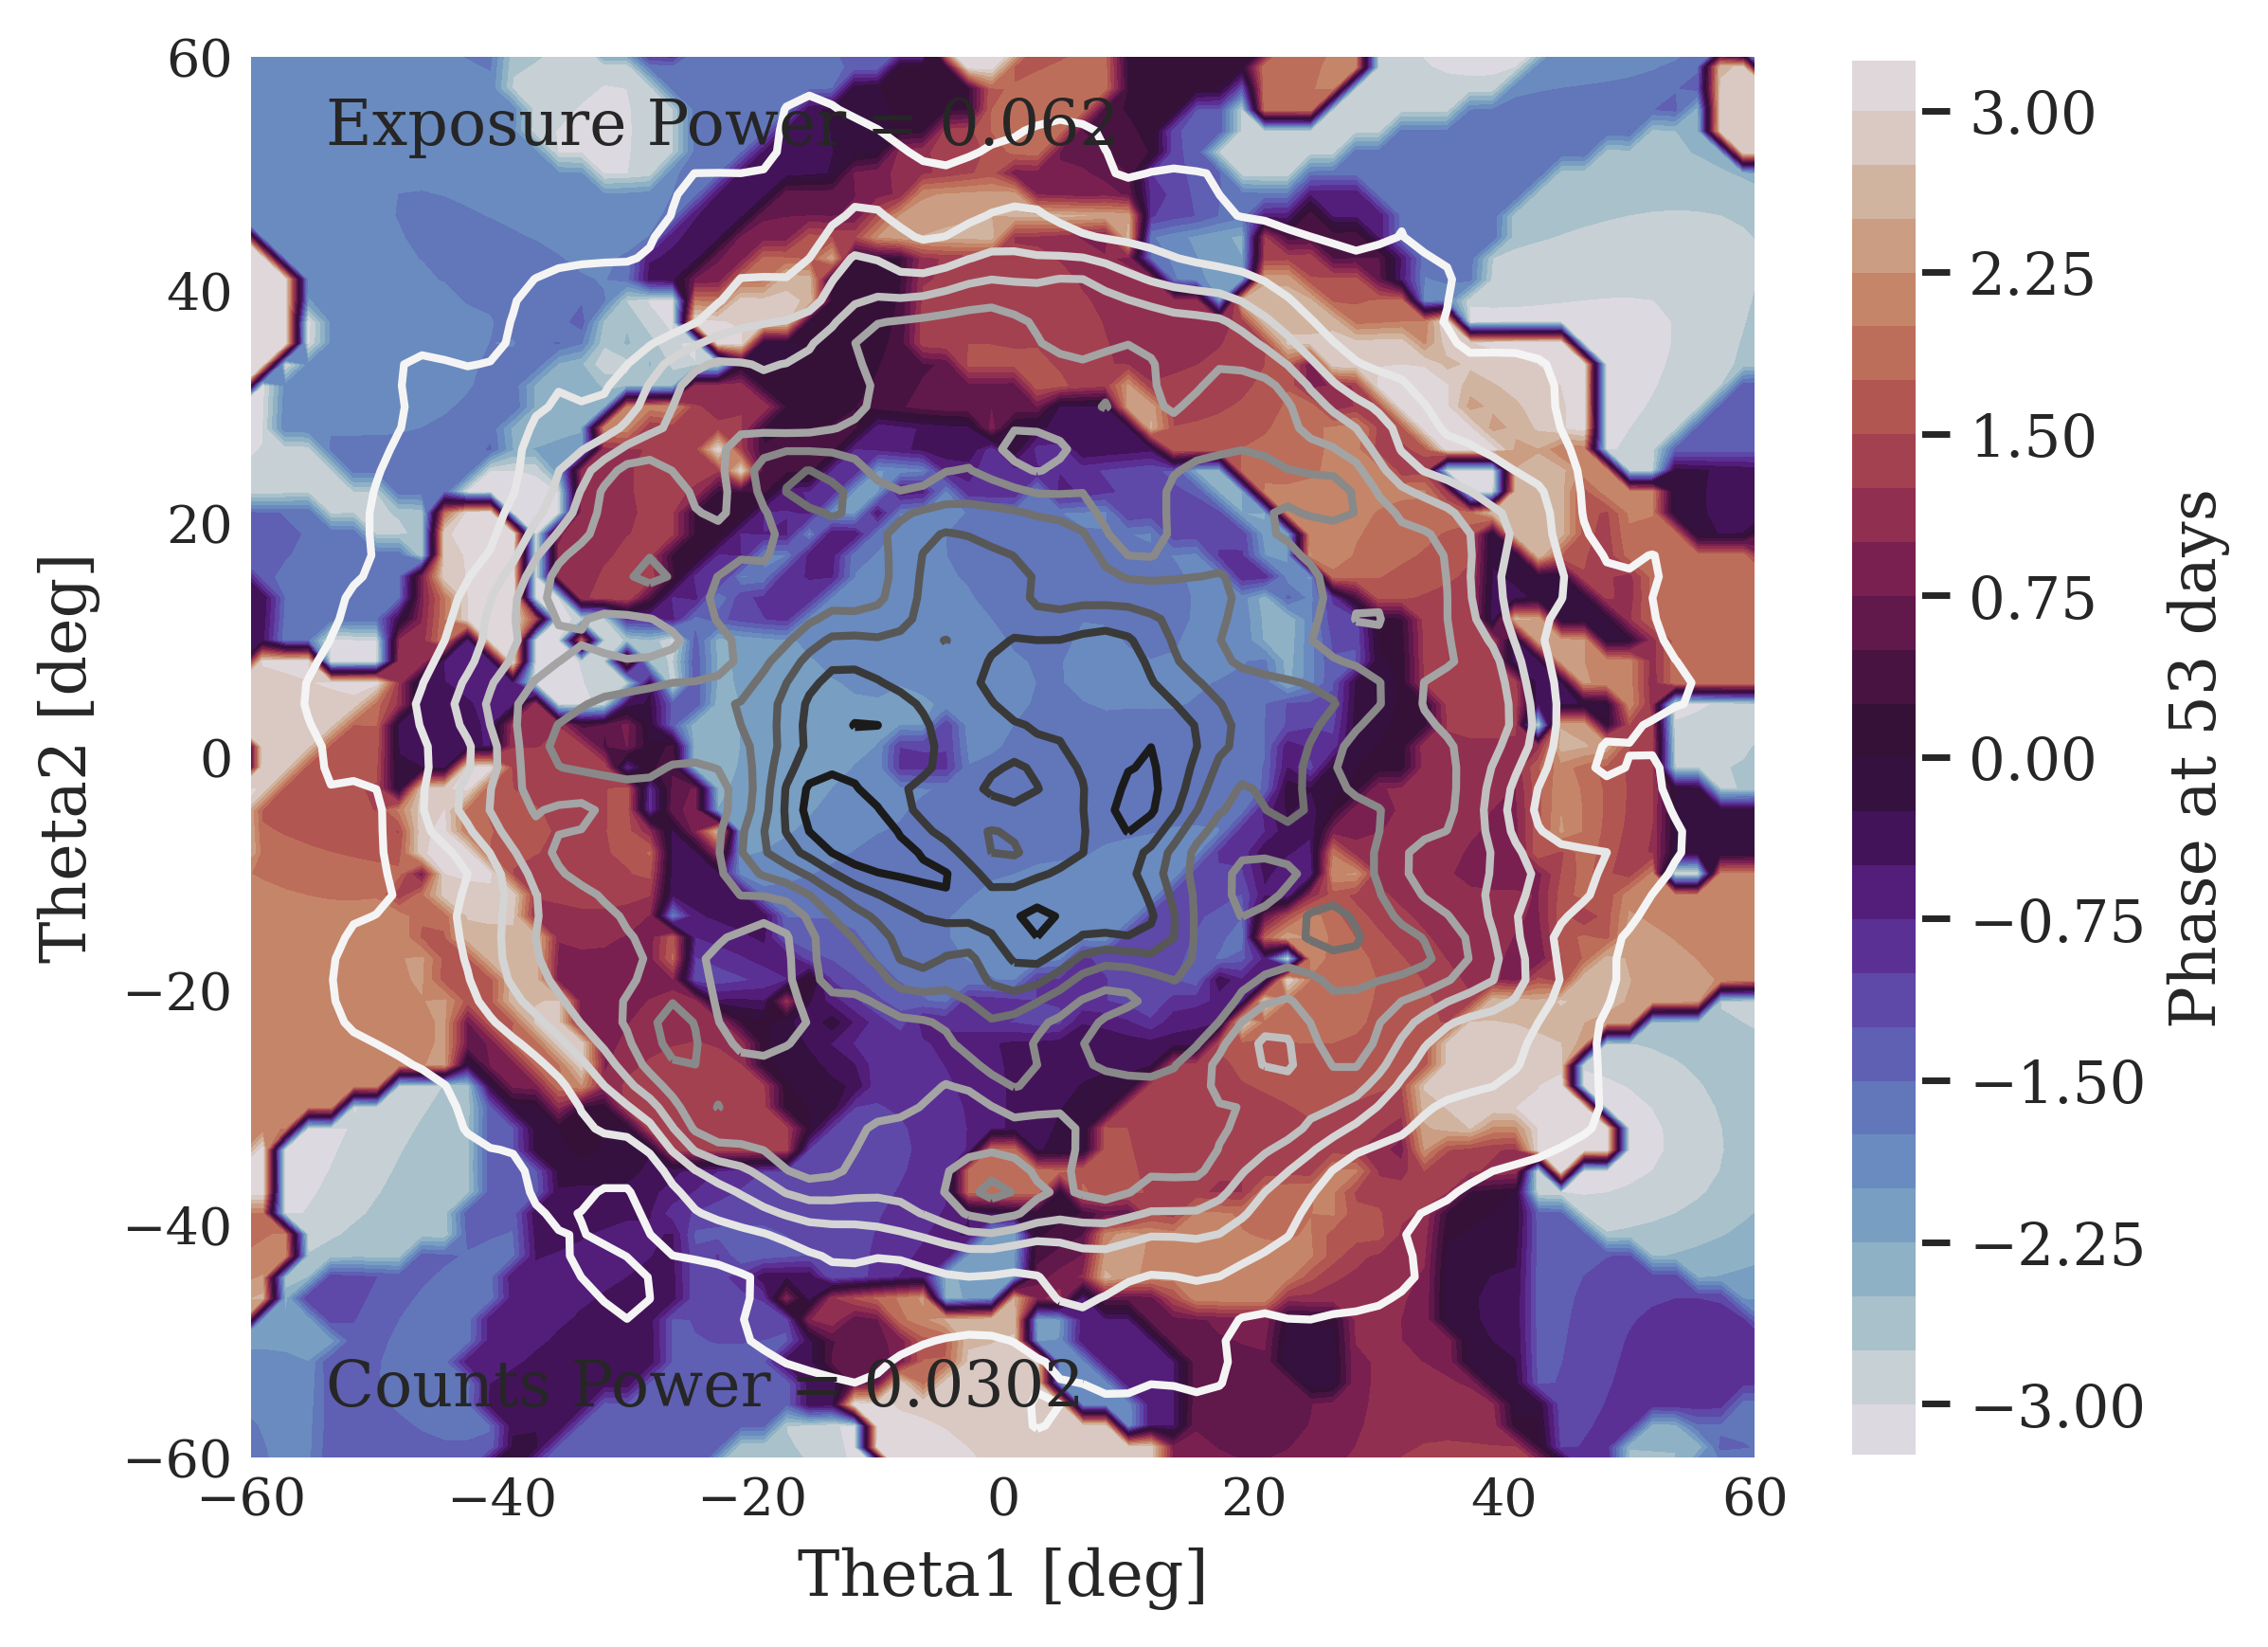 Exposure Power = 0.062
Counts Power = 0.0302
60
40
20
0
−20
−40
−60
Theta2 [deg]
−60 −40 −20 0 20 40 60
Theta1 [deg]
3.00
2.25
1.50
0.75
0.00
−0.75
−1.50
−2.25
−3.00
Phase at 53 days